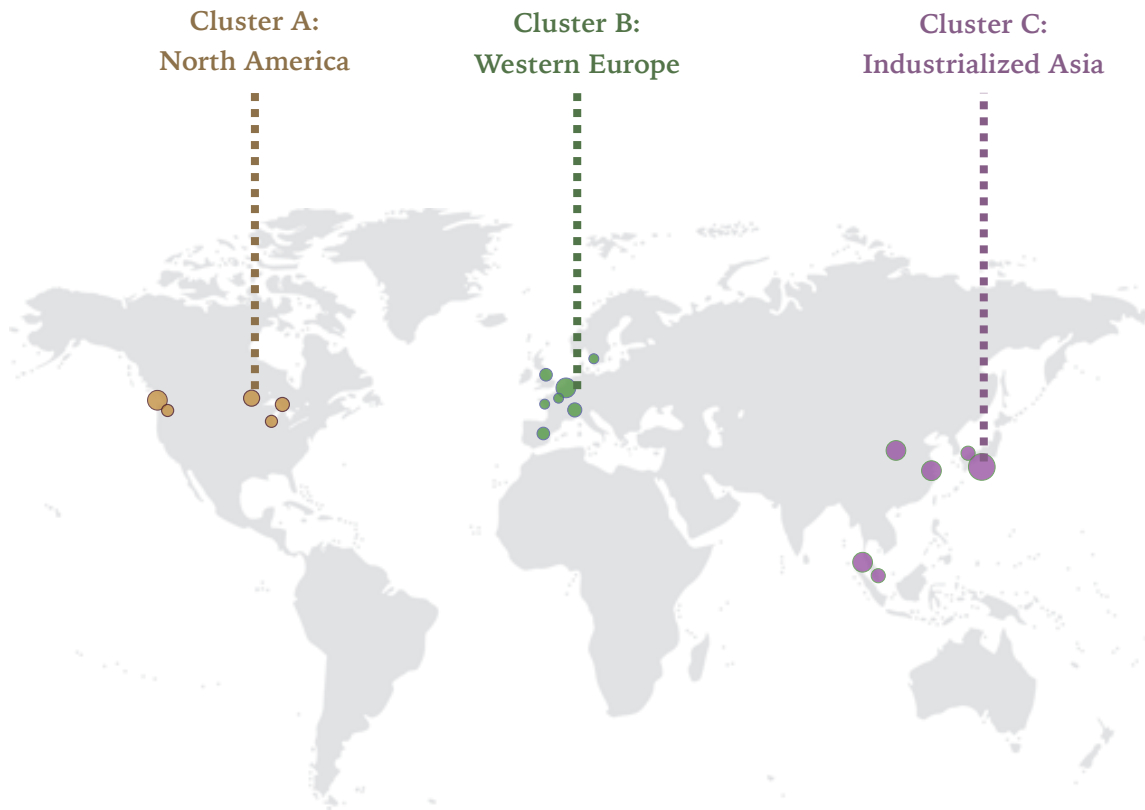 Cluster A:
North America
Cluster B:
Western Europe
Cluster C:
Industrialized Asia